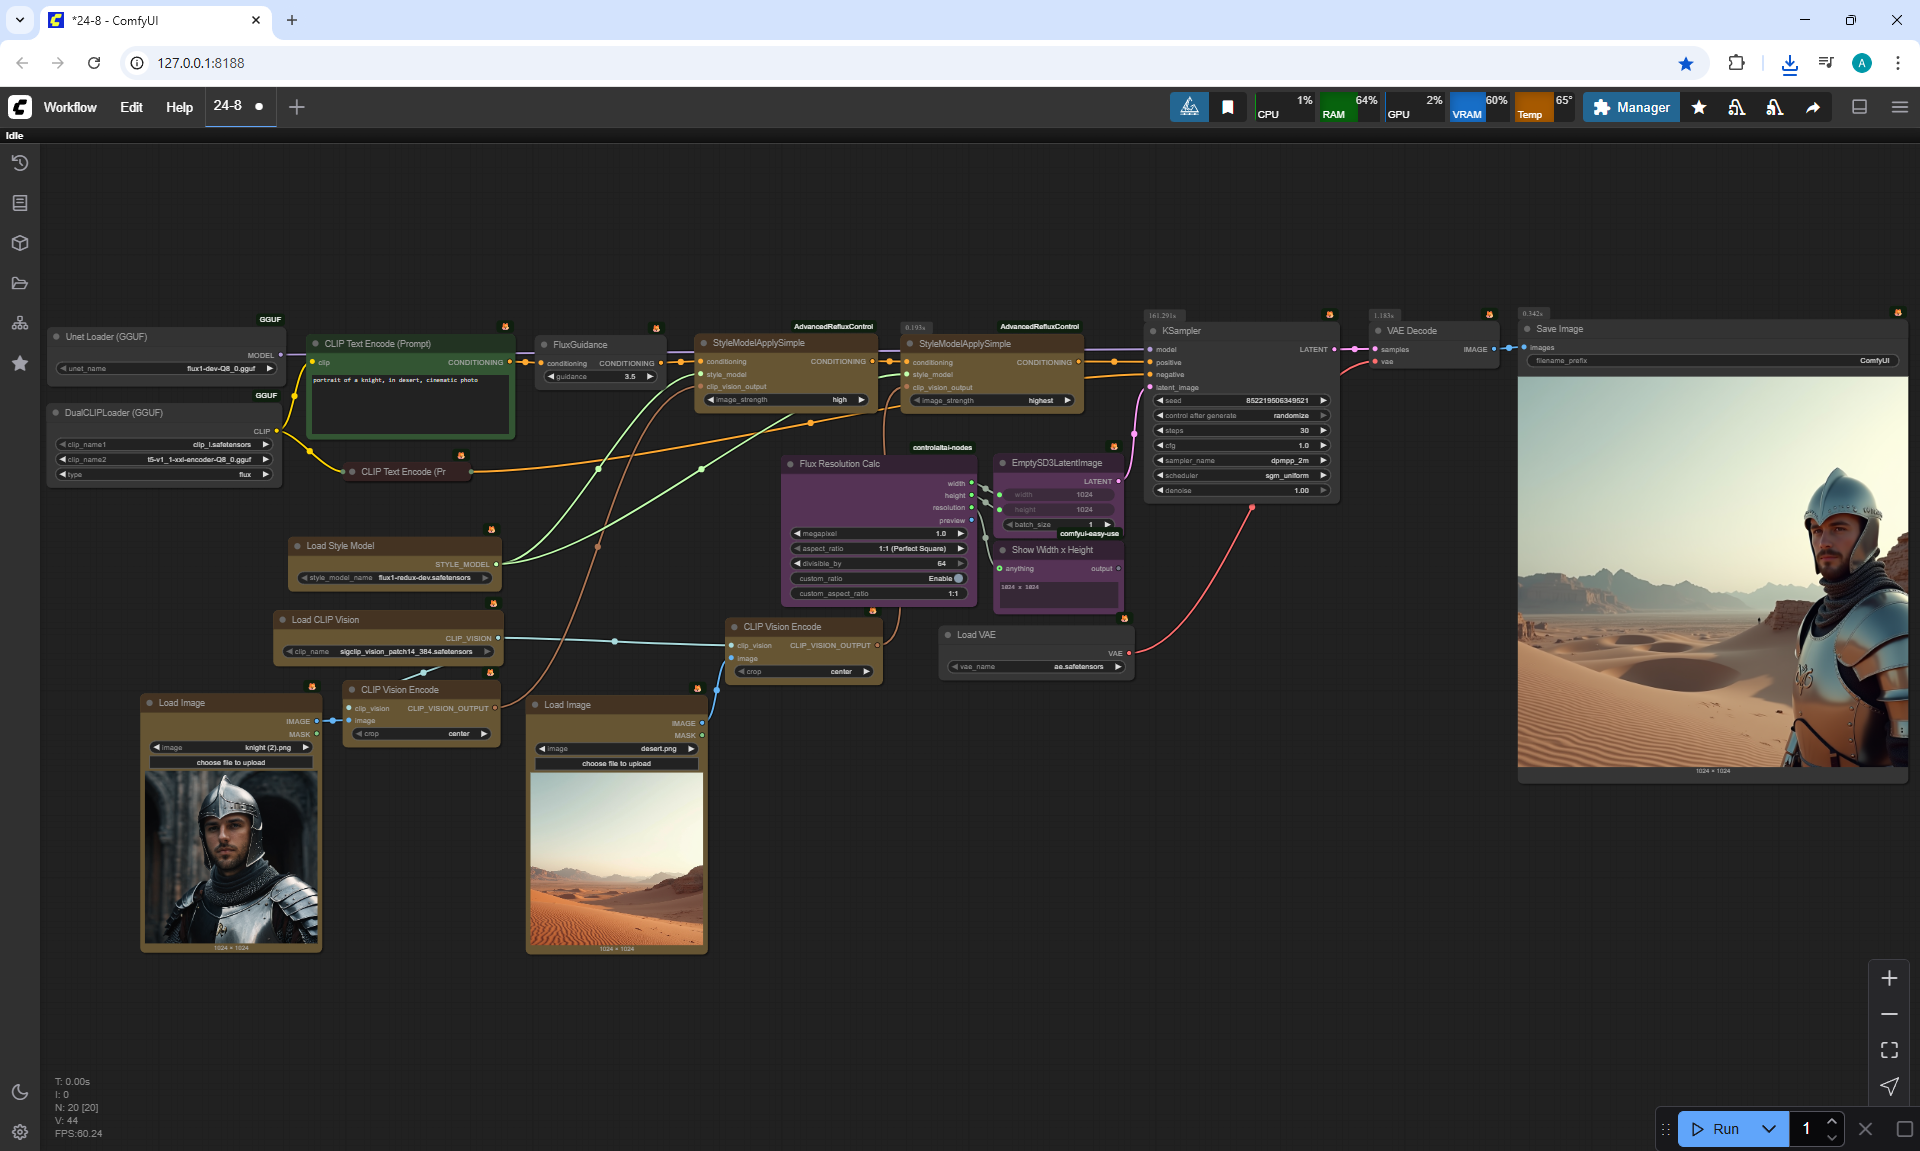 *24-8 - ComfyUI
127.0.0.1:8188
Workflow
Edit
Help
24-8
CPU
1%
RAM
64%
GPU
2%
VRAM
60%
Temp
65°
Manager
Idle
GGUF
Unet Loader (GGUF)
MODEL
unet_name
flux1-dev-Q8_0.gguf
GGUF
DualCLIPLoader (GGUF)
CLIP
clip_name1
clip_l.safetensors
clip_name2
t5-v1_1-xxl-encoder-Q8_0.gguf
type
flux
CLIP Text Encode (Prompt)
clip
CONDITIONING
portrait of a knight, in desert, cinematic photo
CLIP Text Encode (Pr
FluxGuidance
conditioning
CONDITIONING
guidance
3.5
AdvancedRefluxControl
StyleModelApplySimple
conditioning
CONDITIONING
style_model
clip_vision_output
image_strength
high
0.193s
AdvancedRefluxControl
StyleModelApplySimple
conditioning
CONDITIONING
style_model
clip_vision_output
image_strength
highest
161.291s
KSampler
model
LATENT
positive
negative
latent_image
seed
852219506349521
control after generate
randomize
steps
30
cfg
1.0
sampler_name
dpmpp_2m
scheduler
sgm_uniform
denoise
1.00
1.183s
VAE Decode
samples
IMAGE
vae
0.342s
Save Image
images
filename_prefix
ComfyUI
1024 × 1024
controlaltai-nodes
Flux Resolution Calc
width
height
resolution
preview
megapixel
1.0
aspect_ratio
1:1 (Perfect Square)
divisible_by
64
custom_ratio
Enable
custom_aspect_ratio
1:1
EmptySD3LatentImage
LATENT
width
1024
height
1024
batch_size
1
comfyui-easy-use
Show Width x Height
anything
output
1024 x 1024
Load Style Model
STYLE_MODEL
style_model_name
flux1-redux-dev.safetensors
Load CLIP Vision
CLIP_VISION
clip_name
sigclip_vision_patch14_384.safetensors
CLIP Vision Encode
clip_vision
CLIP_VISION_OUTPUT
image
crop
center
CLIP Vision Encode
clip_vision
CLIP_VISION_OUTPUT
image
crop
center
Load VAE
VAE
vae_name
ae.safetensors
Load Image
IMAGE
MASK
image
knight (2).png
choose file to upload
1024 × 1024
Load Image
IMAGE
MASK
image
desert.png
choose file to upload
1024 × 1024
T: 0.00s
I: 0
N: 20 [20]
V: 44
FPS:60.24
Run
1